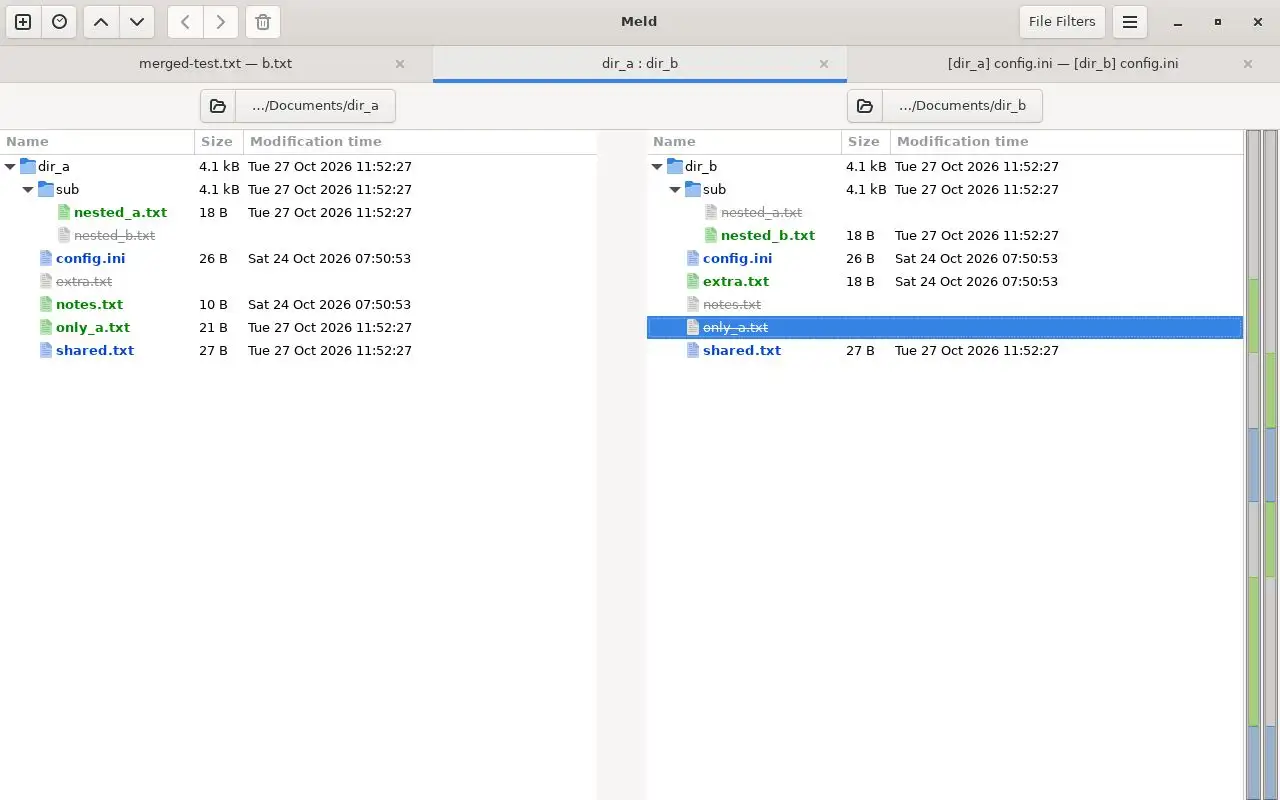 Meld
File Filters
merged-test.txt — b.txt
dir_a : dir_b
[dir_a] config.ini — [dir_b] config.ini
.../Documents/dir_a
.../Documents/dir_b
Name Size Modification time
dir_a 4.1 kB Tue 27 Oct 2026 11:52:27
sub 4.1 kB Tue 27 Oct 2026 11:52:27
nested_a.txt 18 B Tue 27 Oct 2026 11:52:27
nested_b.txt
config.ini 26 B Sat 24 Oct 2026 07:50:53
extra.txt
notes.txt 10 B Sat 24 Oct 2026 07:50:53
only_a.txt 21 B Tue 27 Oct 2026 11:52:27
shared.txt 27 B Tue 27 Oct 2026 11:52:27
Name Size Modification time
dir_b 4.1 kB Tue 27 Oct 2026 11:52:27
sub 4.1 kB Tue 27 Oct 2026 11:52:27
nested_a.txt
nested_b.txt 18 B Tue 27 Oct 2026 11:52:27
config.ini 26 B Sat 24 Oct 2026 07:50:53
extra.txt 18 B Sat 24 Oct 2026 07:50:53
notes.txt
only_a.txt
shared.txt 27 B Tue 27 Oct 2026 11:52:27